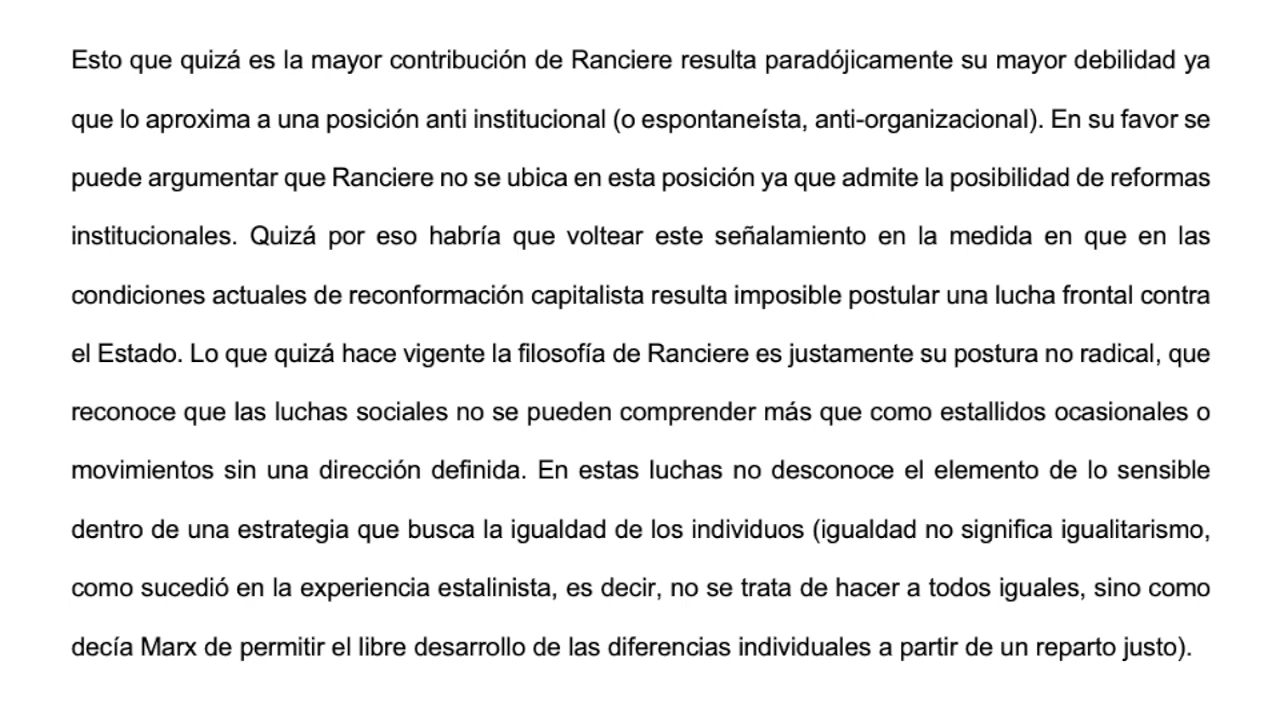 Esto que quizá es la mayor contribución de Ranciere resulta paradójicamente su mayor debilidad ya
que lo aproxima a una posición anti institucional (o espontaneísta, anti-organizacional). En su favor se
puede argumentar que Ranciere no se ubica en esta posición ya que admite la posibilidad de reformas
institucionales. Quizá por eso habría que voltear este señalamiento en la medida en que en las
condiciones actuales de reconformación capitalista resulta imposible postular una lucha frontal contra
el Estado. Lo que quizá hace vigente la filosofía de Ranciere es justamente su postura no radical, que
reconoce que las luchas sociales no se pueden comprender más que como estallidos ocasionales o
movimientos sin una dirección definida. En estas luchas no desconoce el elemento de lo sensible
dentro de una estrategia que busca la igualdad de los individuos (igualdad no significa igualitarismo,
como sucedió en la experiencia estalinista, es decir, no se trata de hacer a todos iguales, sino como
decía Marx de permitir el libre desarrollo de las diferencias individuales a partir de un reparto justo).